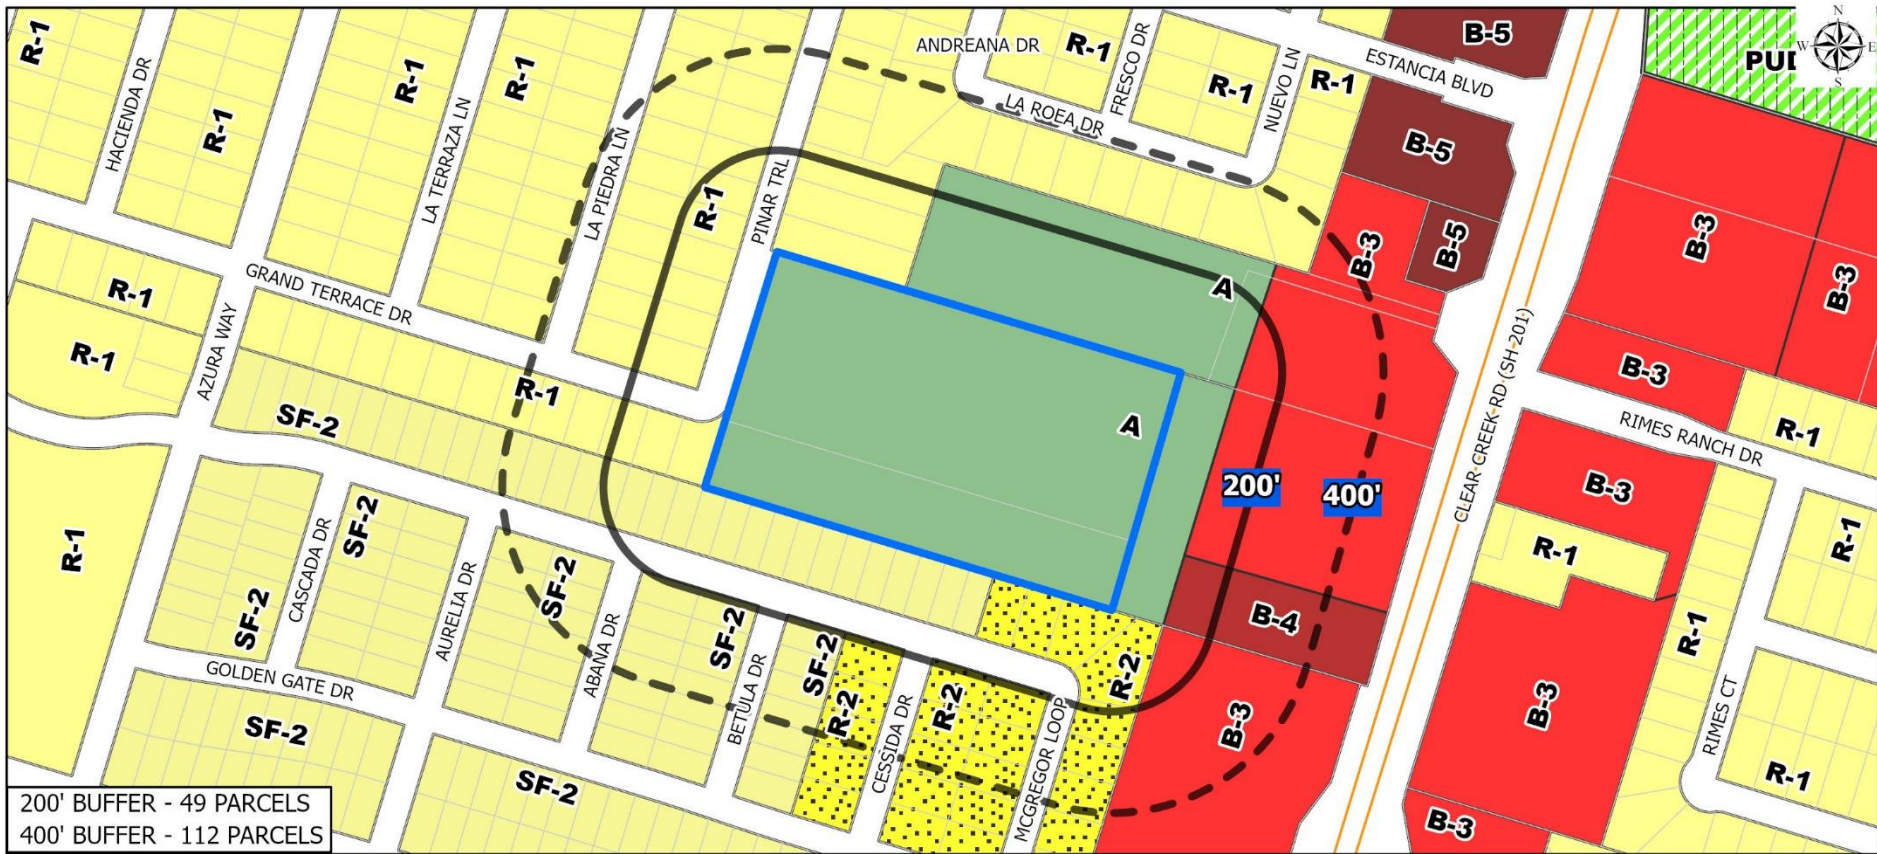 R-1
HACIENDA DR
R-1
R-1
LA TERRAZA LN
R-1
LA PIEDRA LN
R-1
PINAR TRL
ANDREANA DR
R-1
FRESCO DR
R-1
NUEVO LN
R-1
LA ROEA DR
B-5
ESTANCIA BLVD
N
W
E
S
B-5
B-3
B-5
B-3
B-3
R-1
R-1
AZURA WAY
GRAND TERRACE DR
R-1
SF-2
A
A
200'
400'
CLEAR CREEK RD (SH-201)
B-3
RIMES RANCH DR
R-1
B-3
R-1
R-1
R-1
SF-2
CASCADA DR
SF-2
AURELIA DR
SF-2
ABANA DR
SF-2
BETULA DR
SF-2
R-2
CESSIDA DR
R-2
MCGREGOR LOOP
R-2
B-4
B-3
B-3
R-1
RIMES CT
R-1
GOLDEN GATE DR
SF-2
SF-2
B-3
200' BUFFER - 49 PARCELS
400' BUFFER - 112 PARCELS